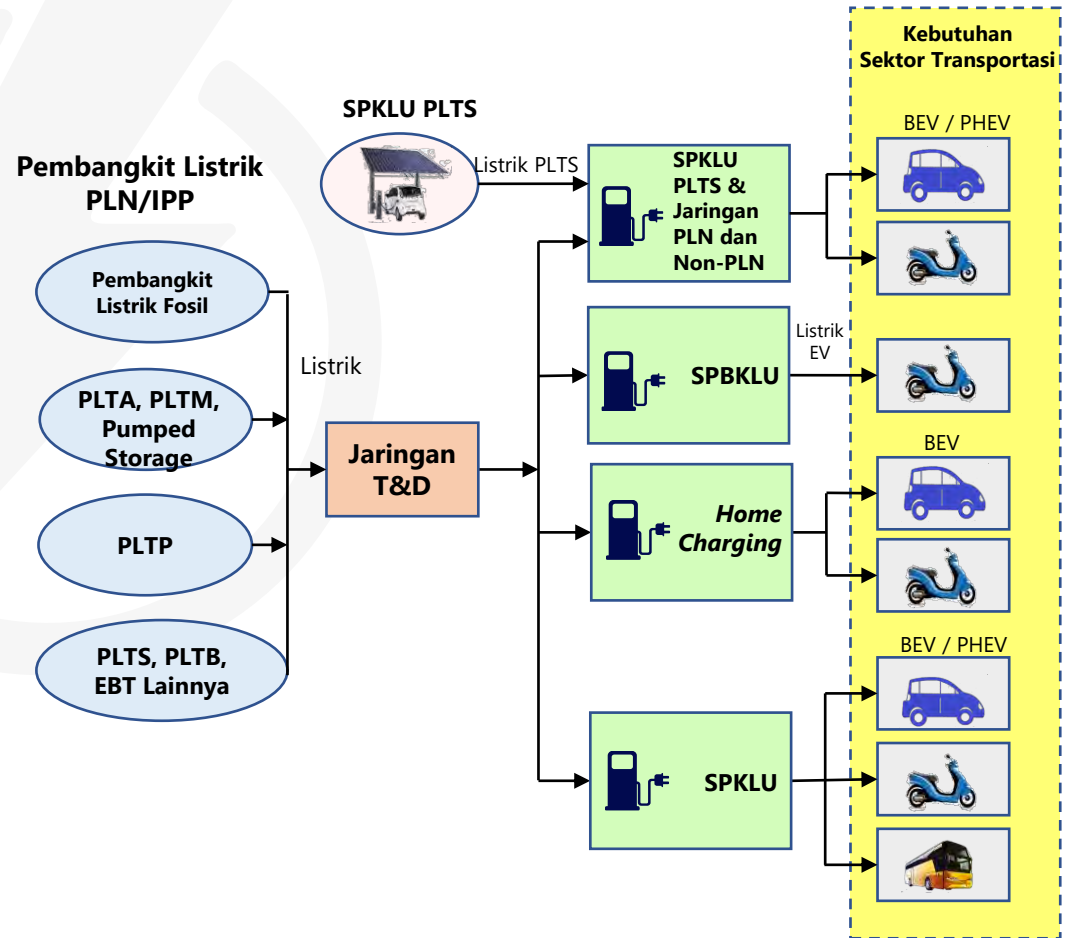 Kebutuhan
Sektor Transportasi
SPKLU PLTS
BEV / PHEV
Listrik PLTS
SPKLU
PLTS &
Jaringan
PLN dan
Non-PLN
Pembangkit Listrik
PLN/IPP
Pembangkit
Listrik Fosil
Listrik
PLTA, PLTM,
Pumped
Storage
PLTP
PLTS, PLTB,
EBT Lainnya
Jaringan
T&D
SPBKLU
Listrik
EV
Home
Charging
BEV
SPKLU
BEV / PHEV